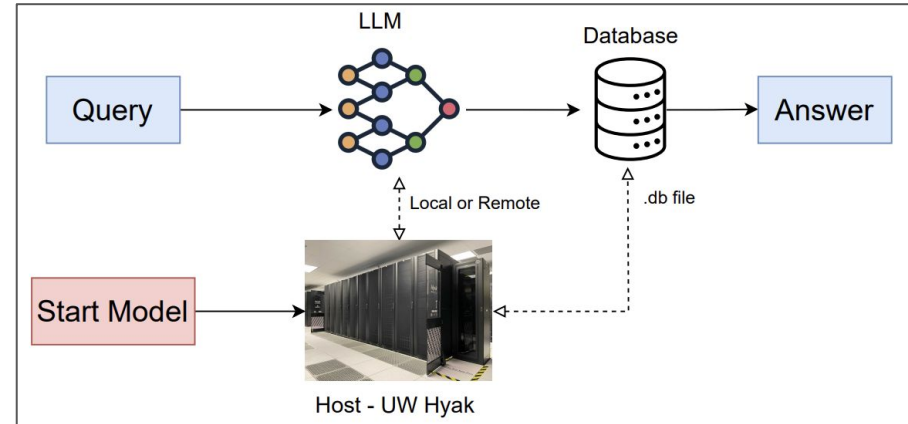 LLM
Database
Query
Answer
Local or Remote
.db file
Start Model
Host - UW Hyak